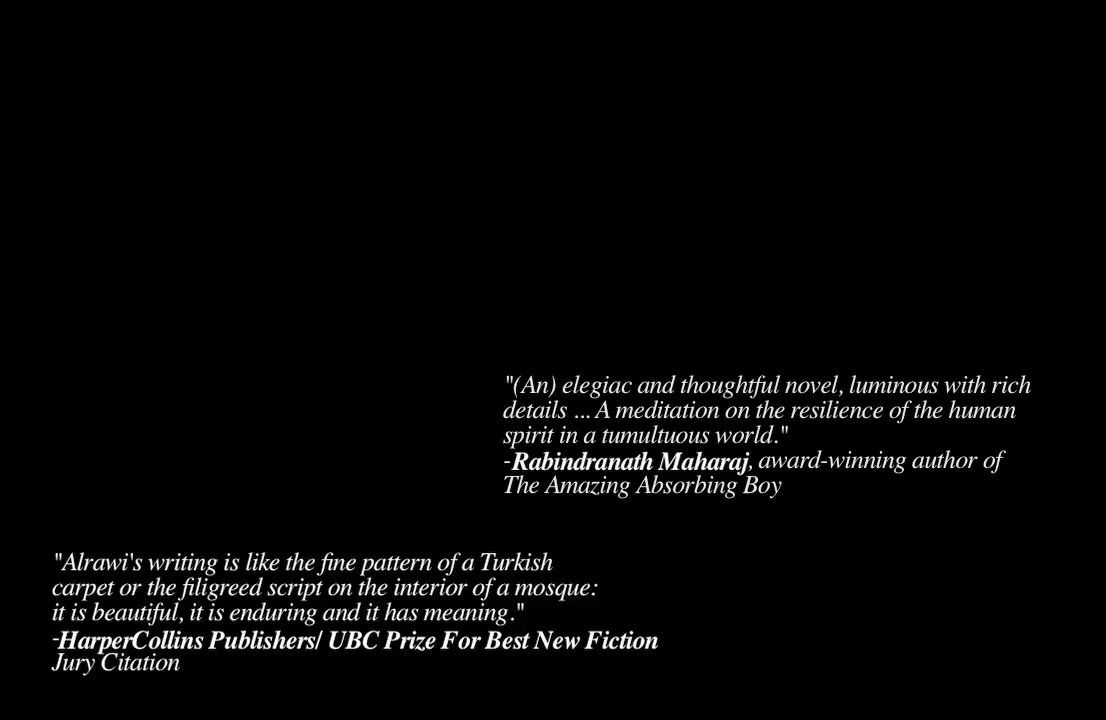 "(An) elegiac and thoughtful novel, luminous with rich
details ... A meditation on the resilience of the human
spirit in a tumultuous world."
-Rabindranath Maharaj, award-winning author of
The Amazing Absorbing Boy
"Alrawi's writing is like the fine pattern of a Turkish
carpet or the filigreed script on the interior of a mosque:
it is beautiful, it is enduring and it has meaning."
-HarperCollins Publishers/ UBC Prize For Best New Fiction
Jury Citation